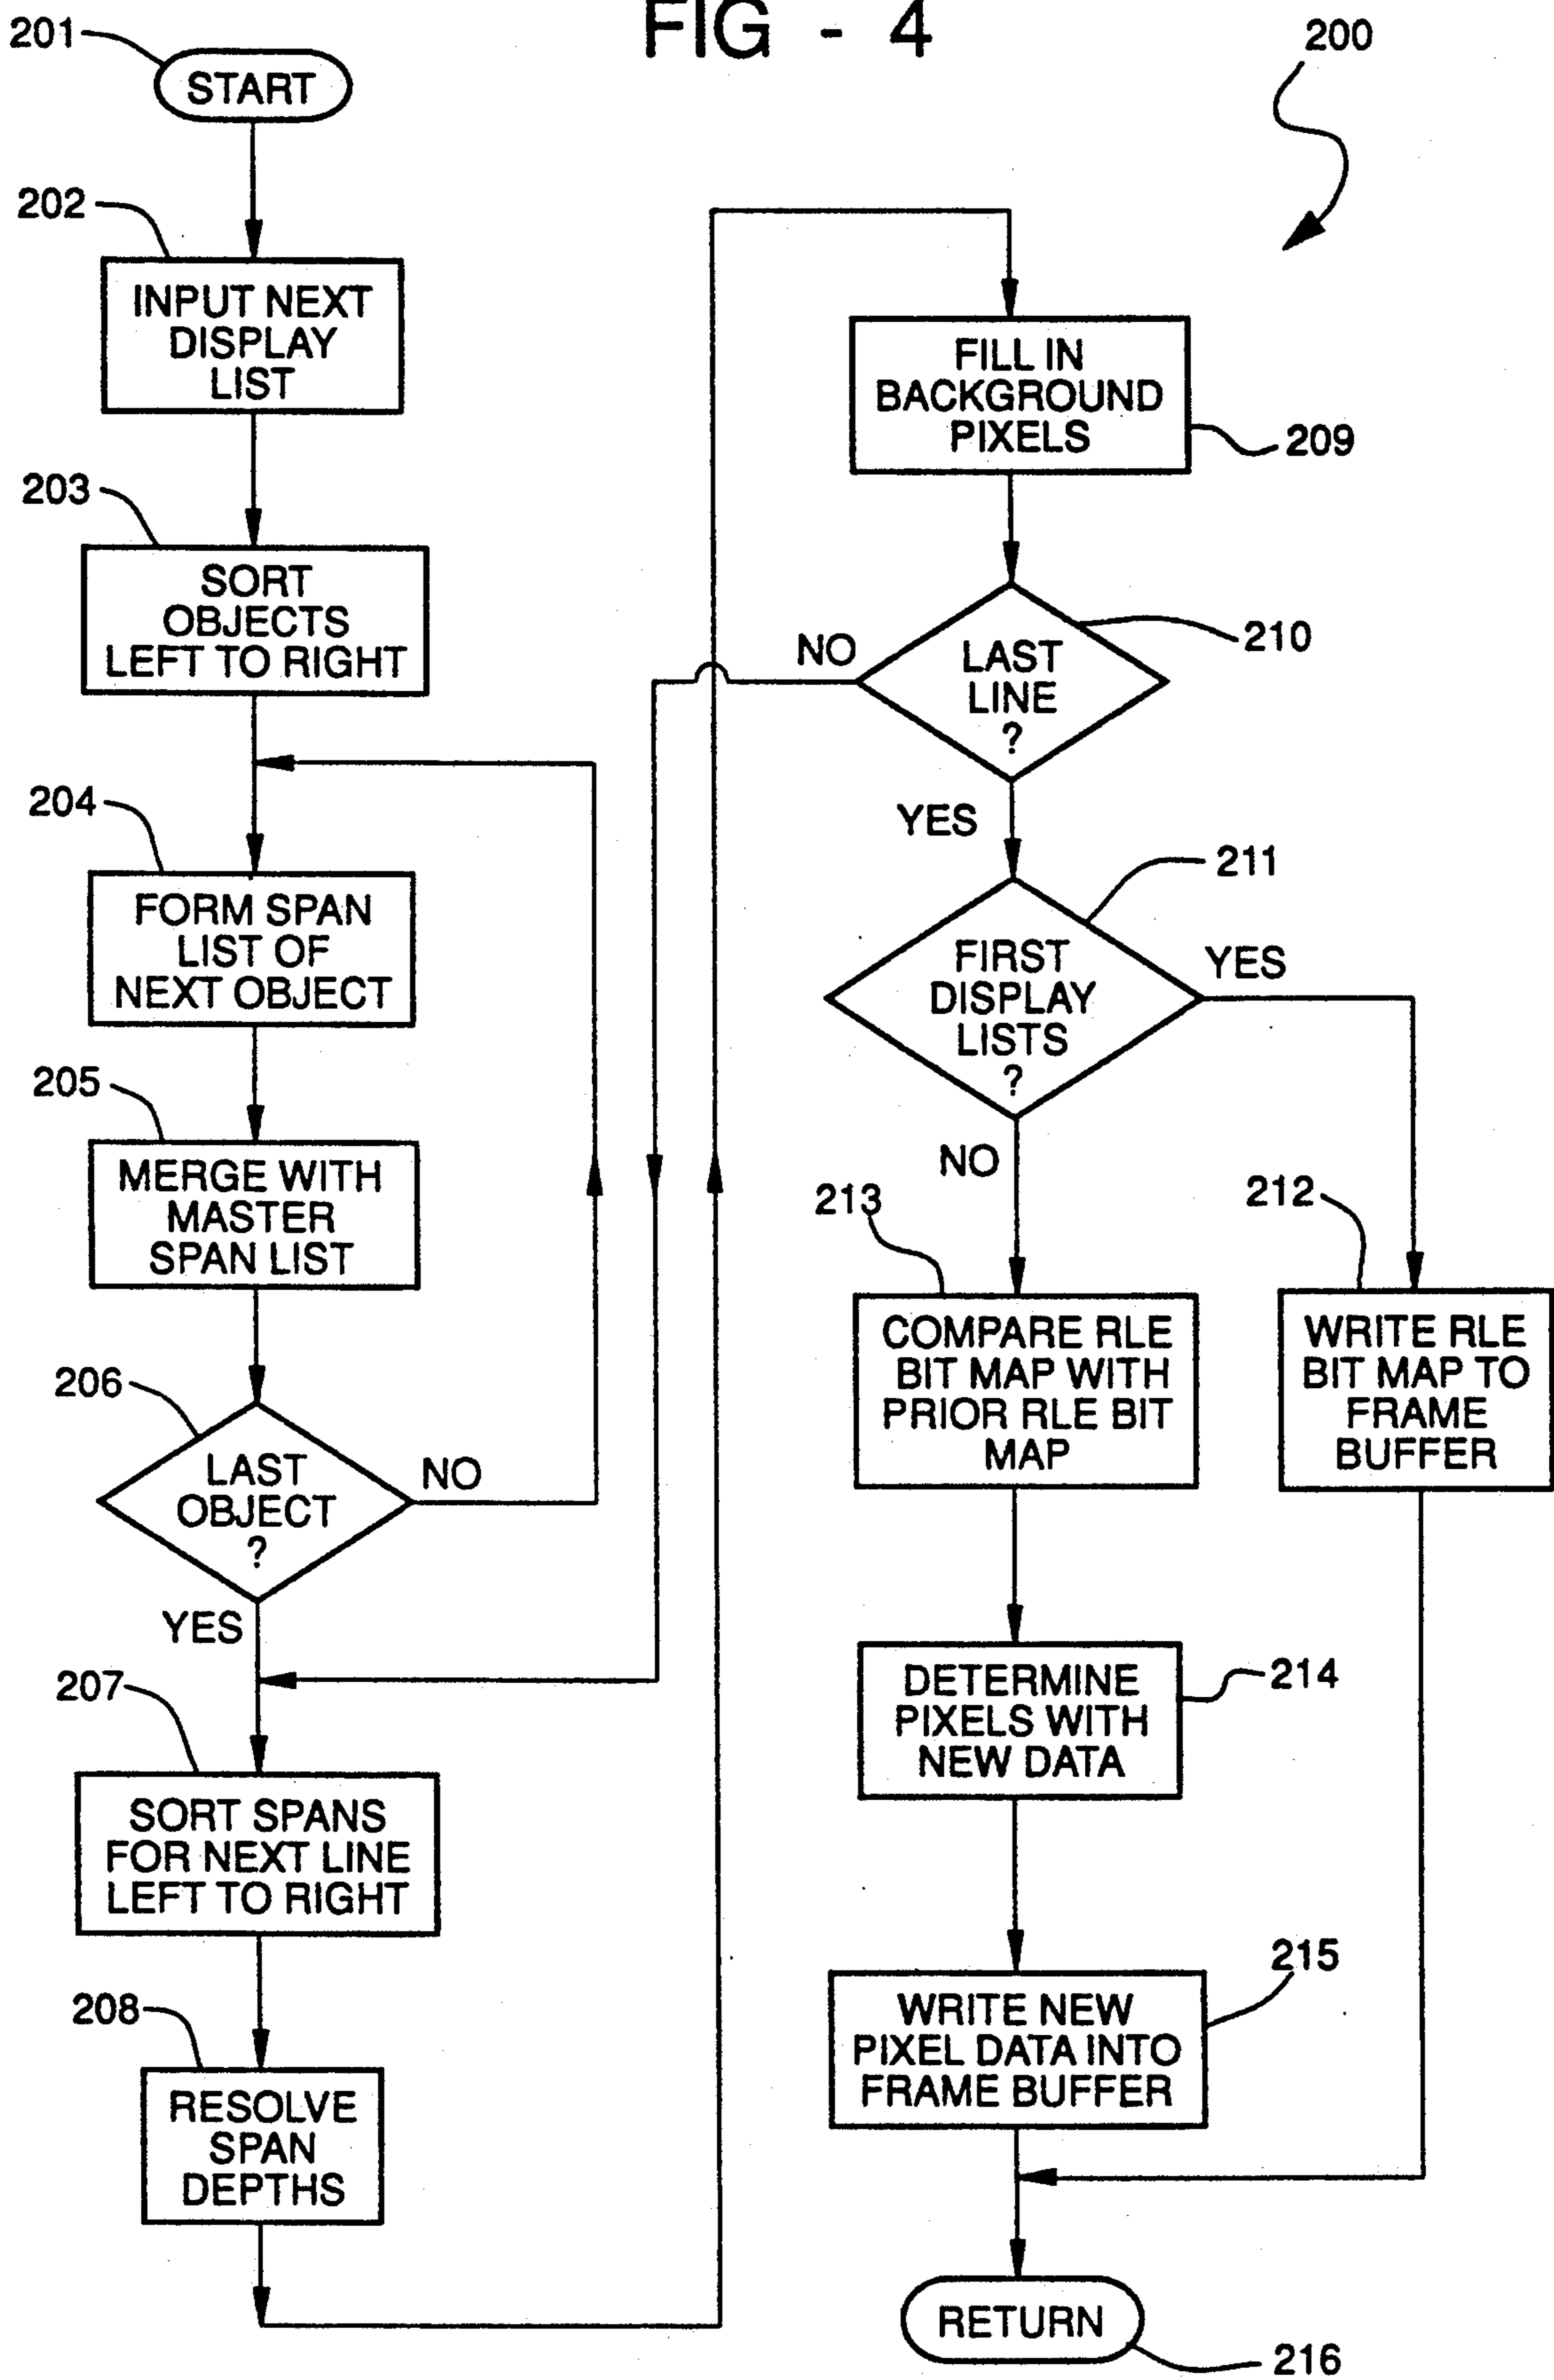 FIG - 4
200
201
START
202
INPUT NEXT
DISPLAY
LIST
203
SORT
OBJECTS
LEFT TO RIGHT
204
FORM SPAN
LIST OF
NEXT OBJECT
205
MERGE WITH
MASTER
SPAN LIST
206
LAST
OBJECT
?
NO
YES
207
SORT SPANS
FOR NEXT LINE
LEFT TO RIGHT
208
RESOLVE
SPAN
DEPTHS
FILL IN
BACKGROUND
PIXELS
209
NO
LAST
LINE
?
210
YES
211
FIRST
DISPLAY
LISTS
?
YES
NO
213
COMPARE RLE
BIT MAP WITH
PRIOR RLE BIT
MAP
212
WRITE RLE
BIT MAP TO
FRAME
BUFFER
DETERMINE
PIXELS WITH
NEW DATA
214
215
WRITE NEW
PIXEL DATA INTO
FRAME BUFFER
RETURN
216